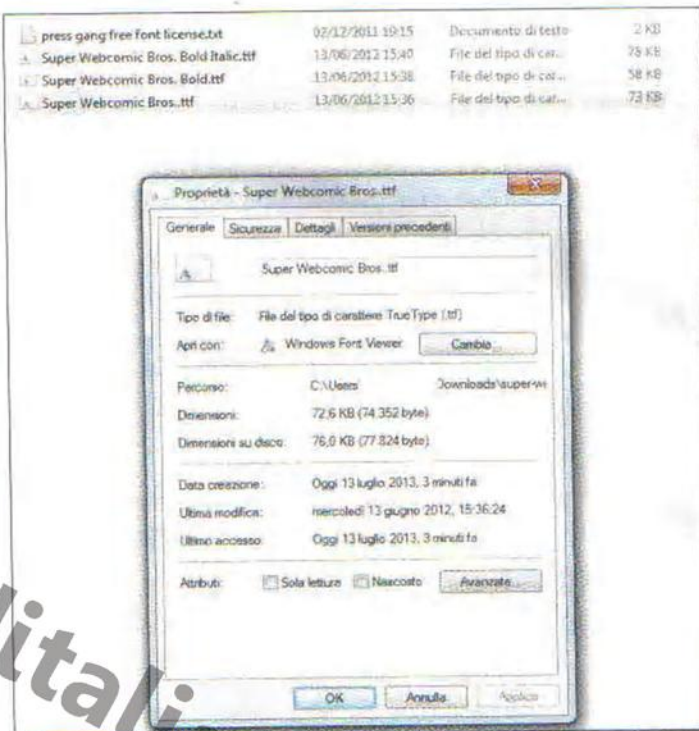 press gang free font license.txt 02/12/2011 19:15 Documento di testo 2 KB
Super Webcomic Bros. Bold Italic.ttf 13/06/2012 15:40 File del tipo di car... 78 KB
Super Webcomic Bros. Bold.ttf 13/06/2012 15:38 File del tipo di car... 58 KB
Super Webcomic Bros..ttf 13/06/2012 15:36 File del tipo di car... 73 KB
Proprietà - Super Webcomic Bros..ttf
Generale Sicurezza Dettagli Versioni precedenti
Super Webcomic Bros..ttf
Tipo di file: File del tipo di carattere TrueType (.ttf)
Apri con: Windows Font Viewer Cambia...
Percorso: C:\Users Downloads\super-we
Dimensioni: 72,6 KB (74.352 byte)
Dimensioni su disco: 76,0 KB (77.824 byte)
Data creazione: Oggi 13 luglio 2013, 3 minuti fa
Ultima modifica: mercoledì 13 giugno 2012, 15:36:24
Ultimo accesso: Oggi 13 luglio 2013, 3 minuti fa
Attributi: Sola lettura Nascosto Avanzate...
OK Annulla Applica